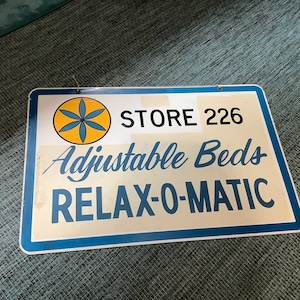 STORE 226
Adjustable Beds
RELAX-O-MATIC